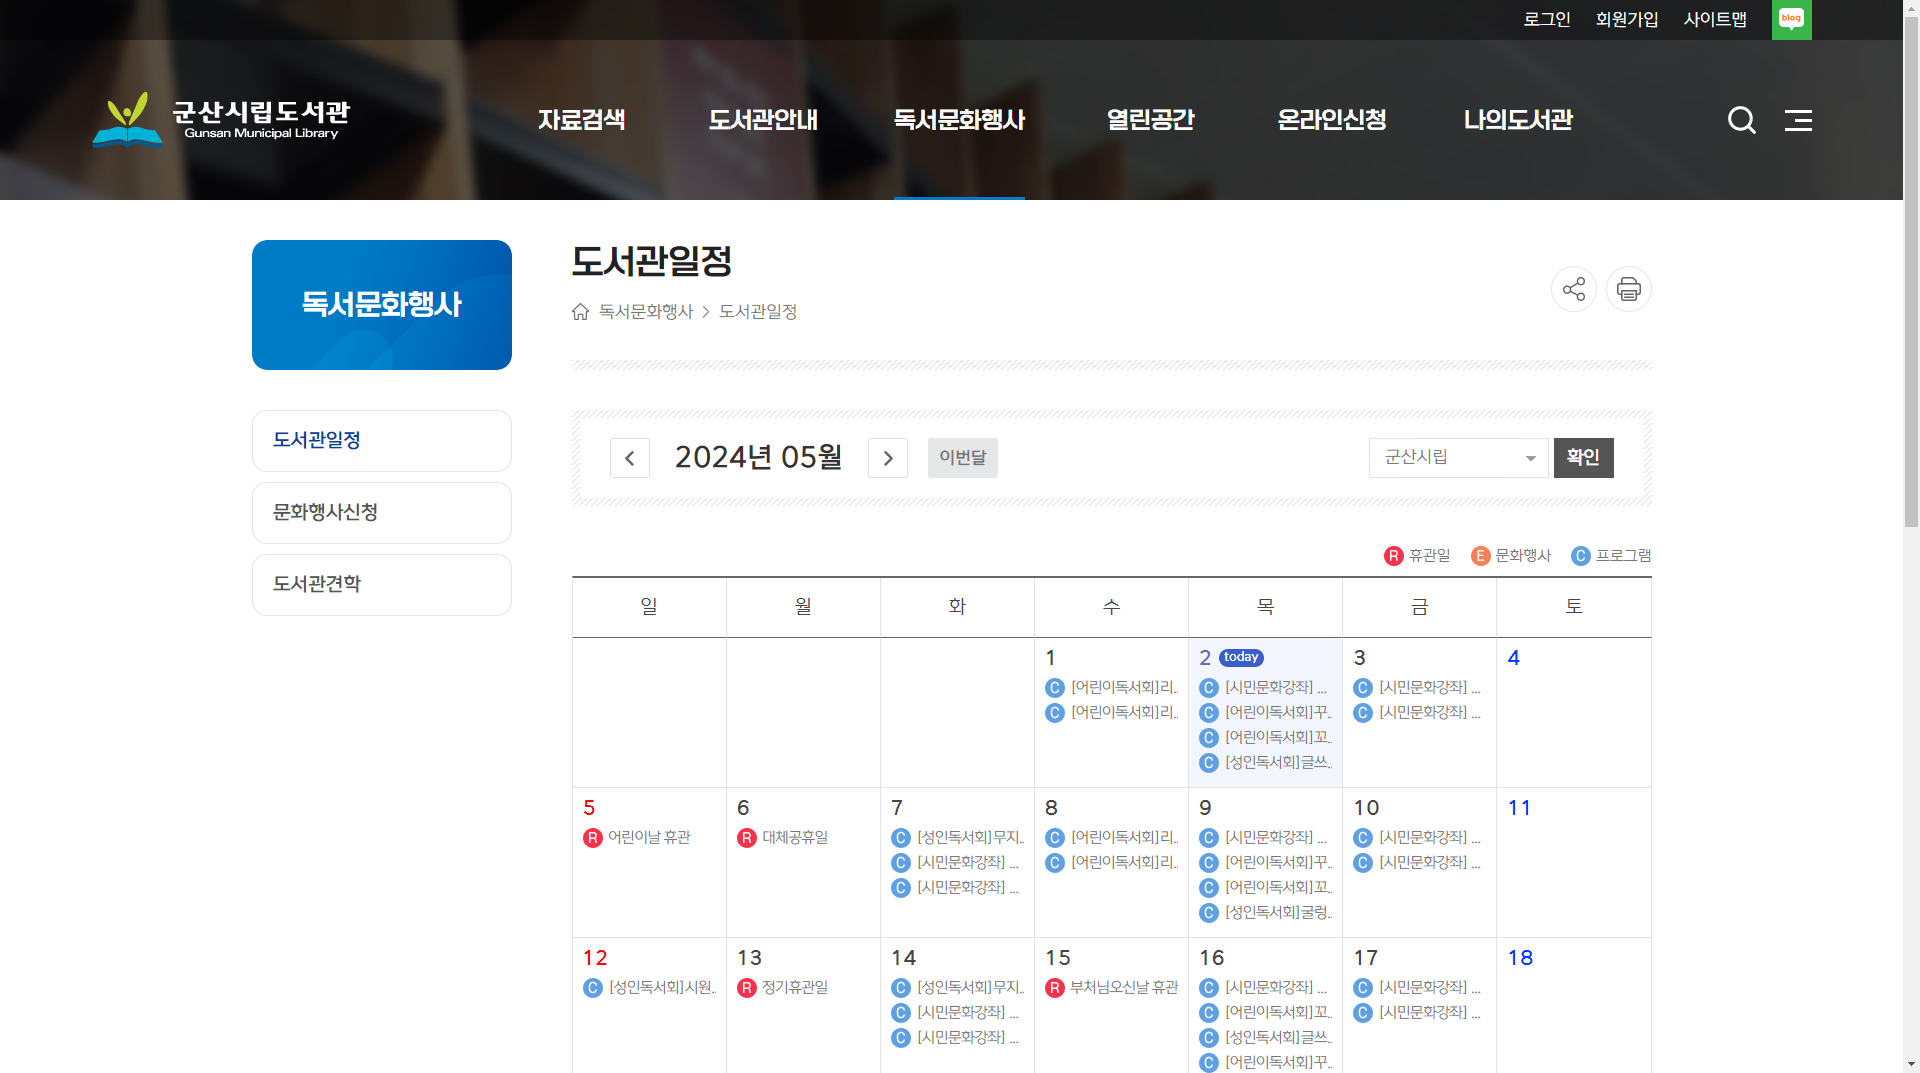 로그인 회원가입 사이트맵 blog
군산시립도서관
Gunsan Municipal Library
자료검색 도서관안내 독서문화행사 열린공간 온라인신청 나의도서관
독서문화행사
도서관일정
문화행사신청
도서관견학
도서관일정
독서문화행사 > 도서관일정
2024년 05월 이번달 군산시립 확인
R 휴관일 E 문화행사 C 프로그램
일 월 화 수 목 금 토
1
C [어린이독서회]리..
C [어린이독서회]리..
2 today
C [시민문화강좌] ...
C [어린이독서회]꾸..
C [어린이독서회]꼬..
C [성인독서회]글쓰..
3
C [시민문화강좌] ...
C [시민문화강좌] ...
4
5
R 어린이날 휴관
6
R 대체공휴일
7
C [성인독서회]무지..
C [시민문화강좌] ...
C [시민문화강좌] ...
8
C [어린이독서회]리..
C [어린이독서회]리..
9
C [시민문화강좌] ...
C [어린이독서회]꾸..
C [어린이독서회]꼬..
C [성인독서회]굴렁..
10
C [시민문화강좌] ...
C [시민문화강좌] ...
11
12
C [성인독서회]시원..
13
R 정기휴관일
14
C [성인독서회]무지..
C [시민문화강좌] ...
C [시민문화강좌] ...
15
R 부처님오신날 휴관
16
C [시민문화강좌] ...
C [어린이독서회]꼬..
C [성인독서회]글쓰..
C [어린이독서회]꾸..
17
C [시민문화강좌] ...
C [시민문화강좌] ...
18